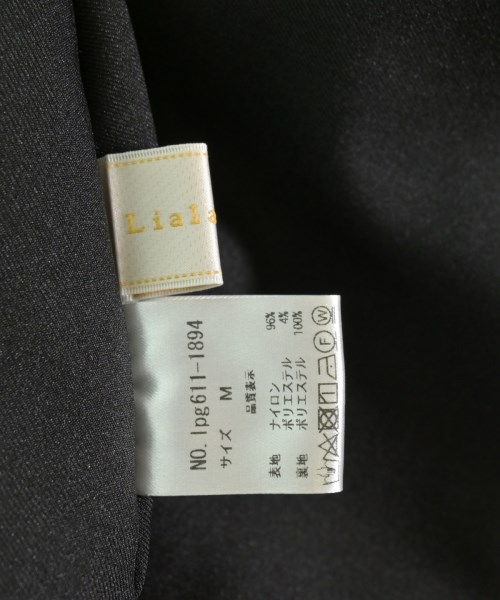 Liala
NO. lpg611-1894
サイズ M
品質表示
表地 ナイロン 96%
ポリエステル 4%
裏地 ポリエステル 100%
F W